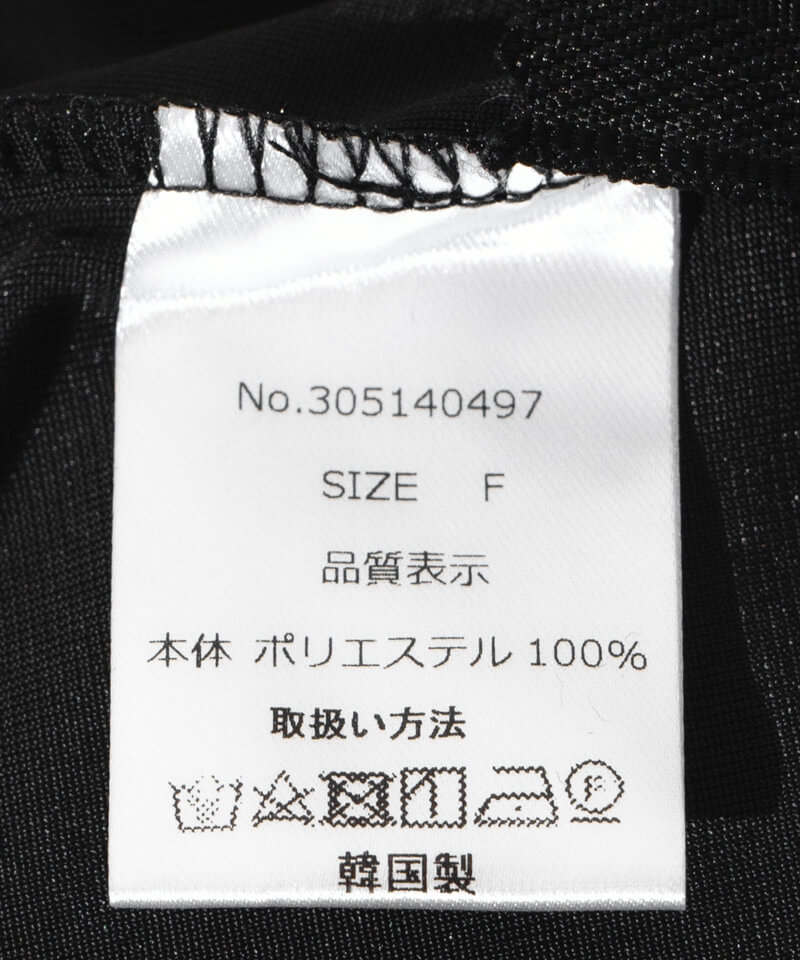 No.305140497
SIZE F
品質表示
本体 ポリエステル 100%
取扱い方法
韓国製